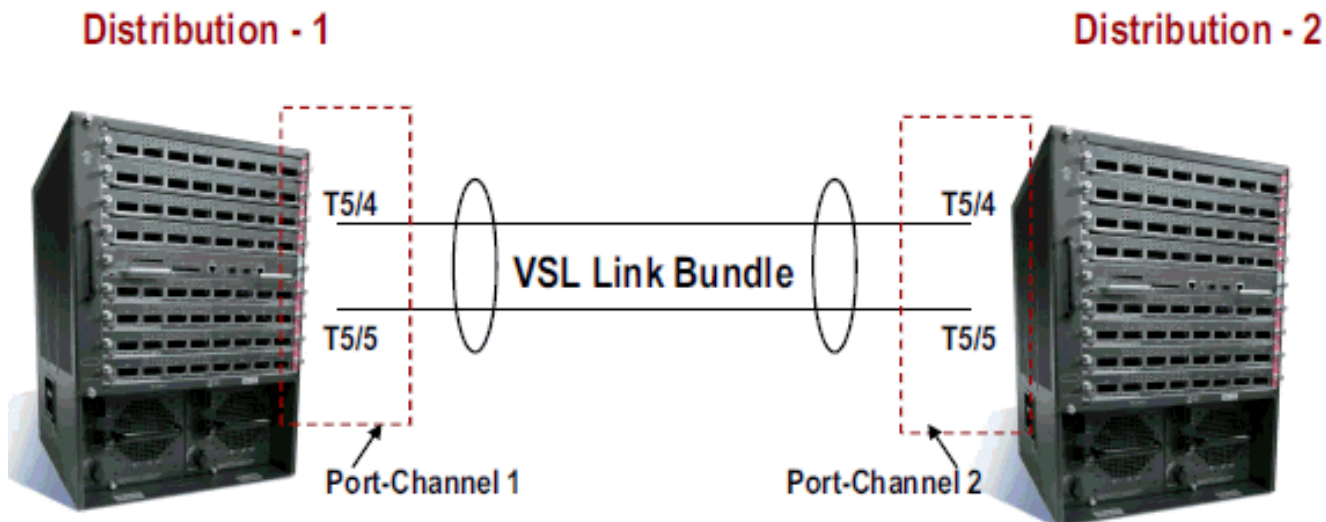 Distribution - 1
Distribution - 2
T5/4
T5/4
VSL Link Bundle
T5/5
T5/5
Port-Channel 1
Port-Channel 2